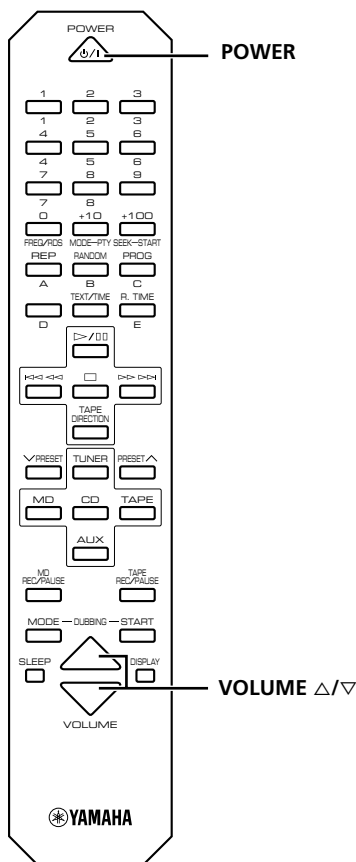 POWER
⏻/I
POWER
1 2 3
1 2 3
4 5 6
4 5 6
7 8 9
7 8
0 +10 +100
FREQ/RDS MODE–PTY SEEK–START
REP RANDOM PROG
A B C
TEXT/TIME R. TIME
D E
▷/▯▯
|◁◁ ◁◁ □ ▷▷ ▷▷|
TAPE
DIRECTION
∨PRESET TUNER PRESET∧
MD CD TAPE
AUX
MD
REC/PAUSE
TAPE
REC/PAUSE
MODE – DUBBING – START
SLEEP DISPLAY
VOLUME △/▽
VOLUME
YAMAHA